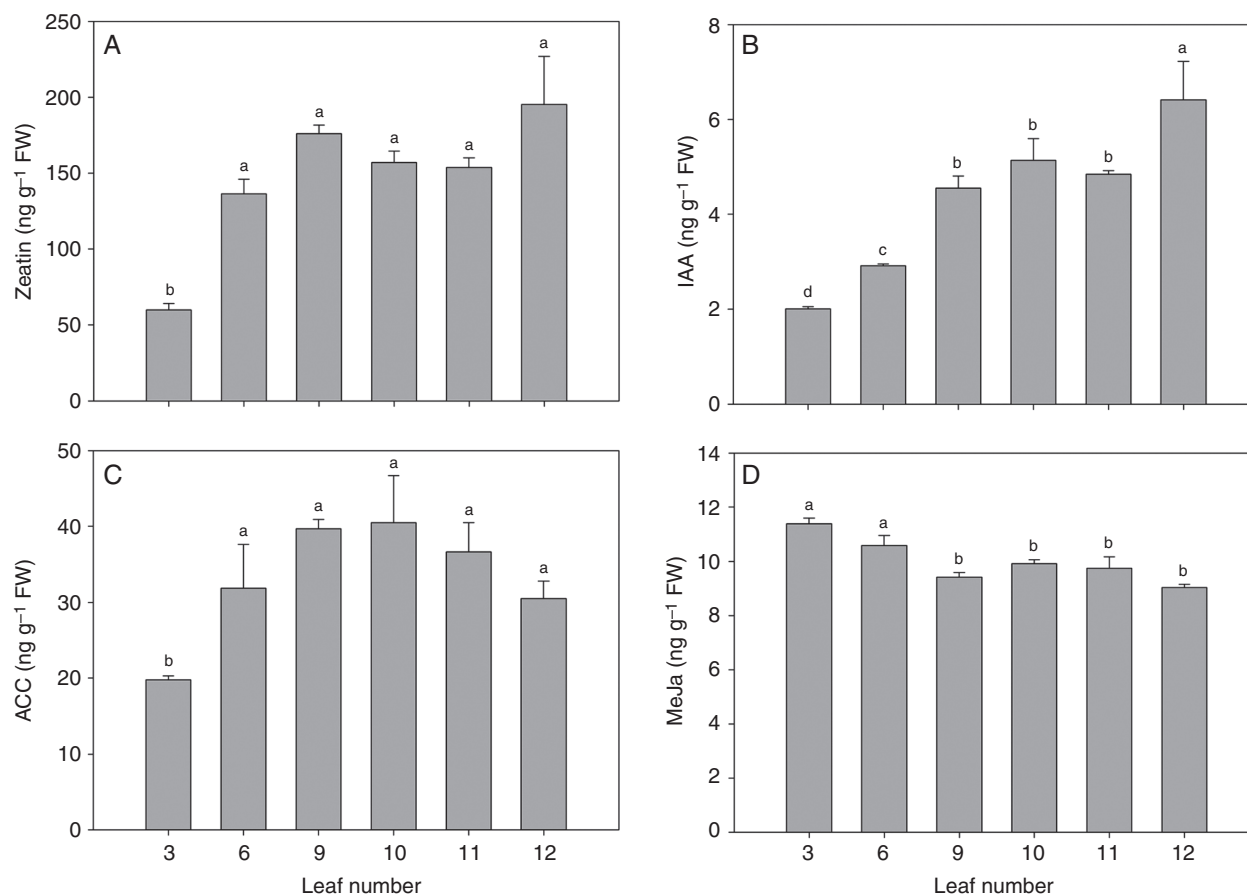 A
Zeatin (ng g⁻¹ FW)
250
200
150
100
50
0
b
a
a
a
a
a
B
IAA (ng g⁻¹ FW)
8
6
4
2
0
d
c
b
b
b
a
C
ACC (ng g⁻¹ FW)
50
40
30
20
10
0
b
a
a
a
a
a
3 6 9 10 11 12
Leaf number
D
MeJa (ng g⁻¹ FW)
14
12
10
8
6
4
2
0
a
a
b
b
b
b
3 6 9 10 11 12
Leaf number